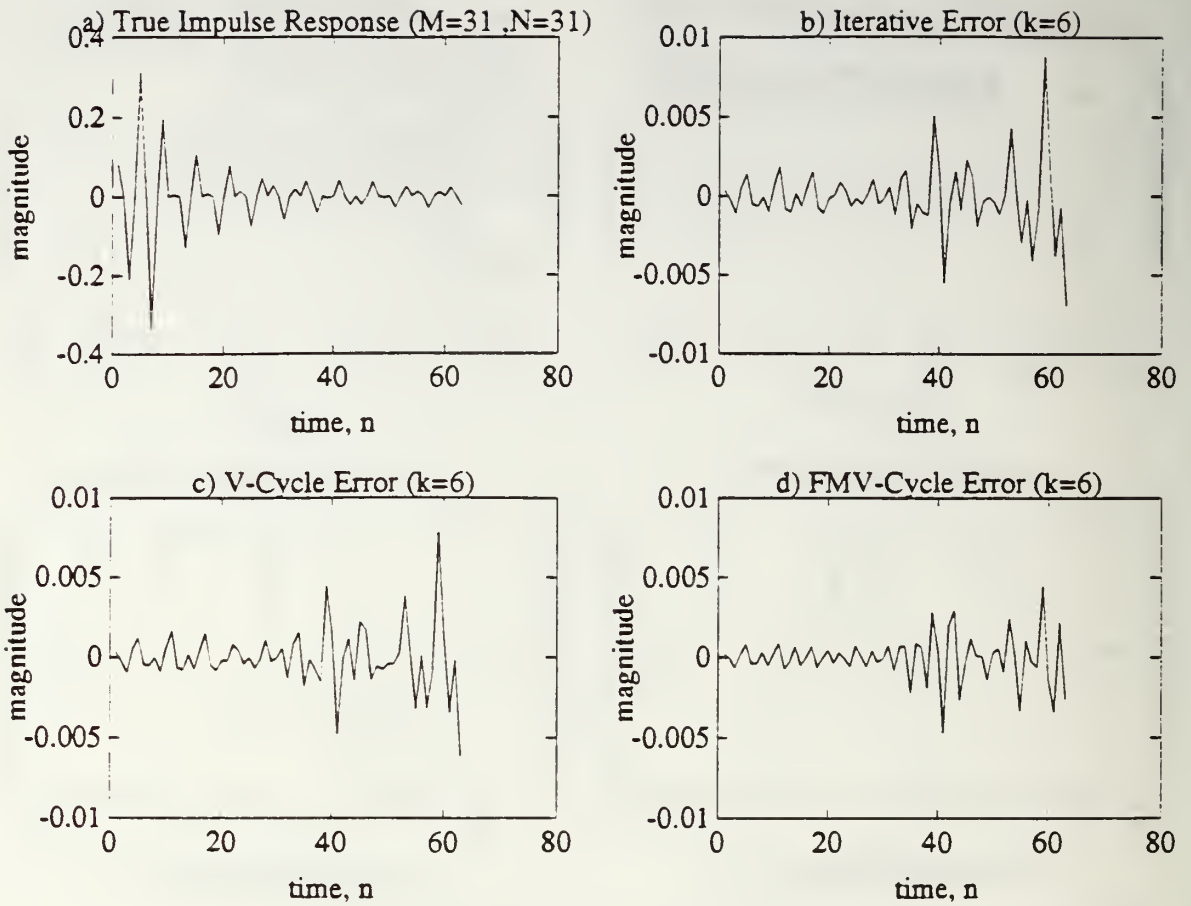 a) True Impulse Response (M=31 ,N=31)
0.4
0.2
0
-0.2
-0.4
magnitude
0 20 40 60 80
time, n
b) Iterative Error (k=6)
0.01
0.005
0
-0.005
-0.01
magnitude
0 20 40 60 80
time, n
c) V-Cycle Error (k=6)
0.01
0.005
0
-0.005
-0.01
magnitude
0 20 40 60 80
time, n
d) FMV-Cycle Error (k=6)
0.01
0.005
0
-0.005
-0.01
magnitude
0 20 40 60 80
time, n